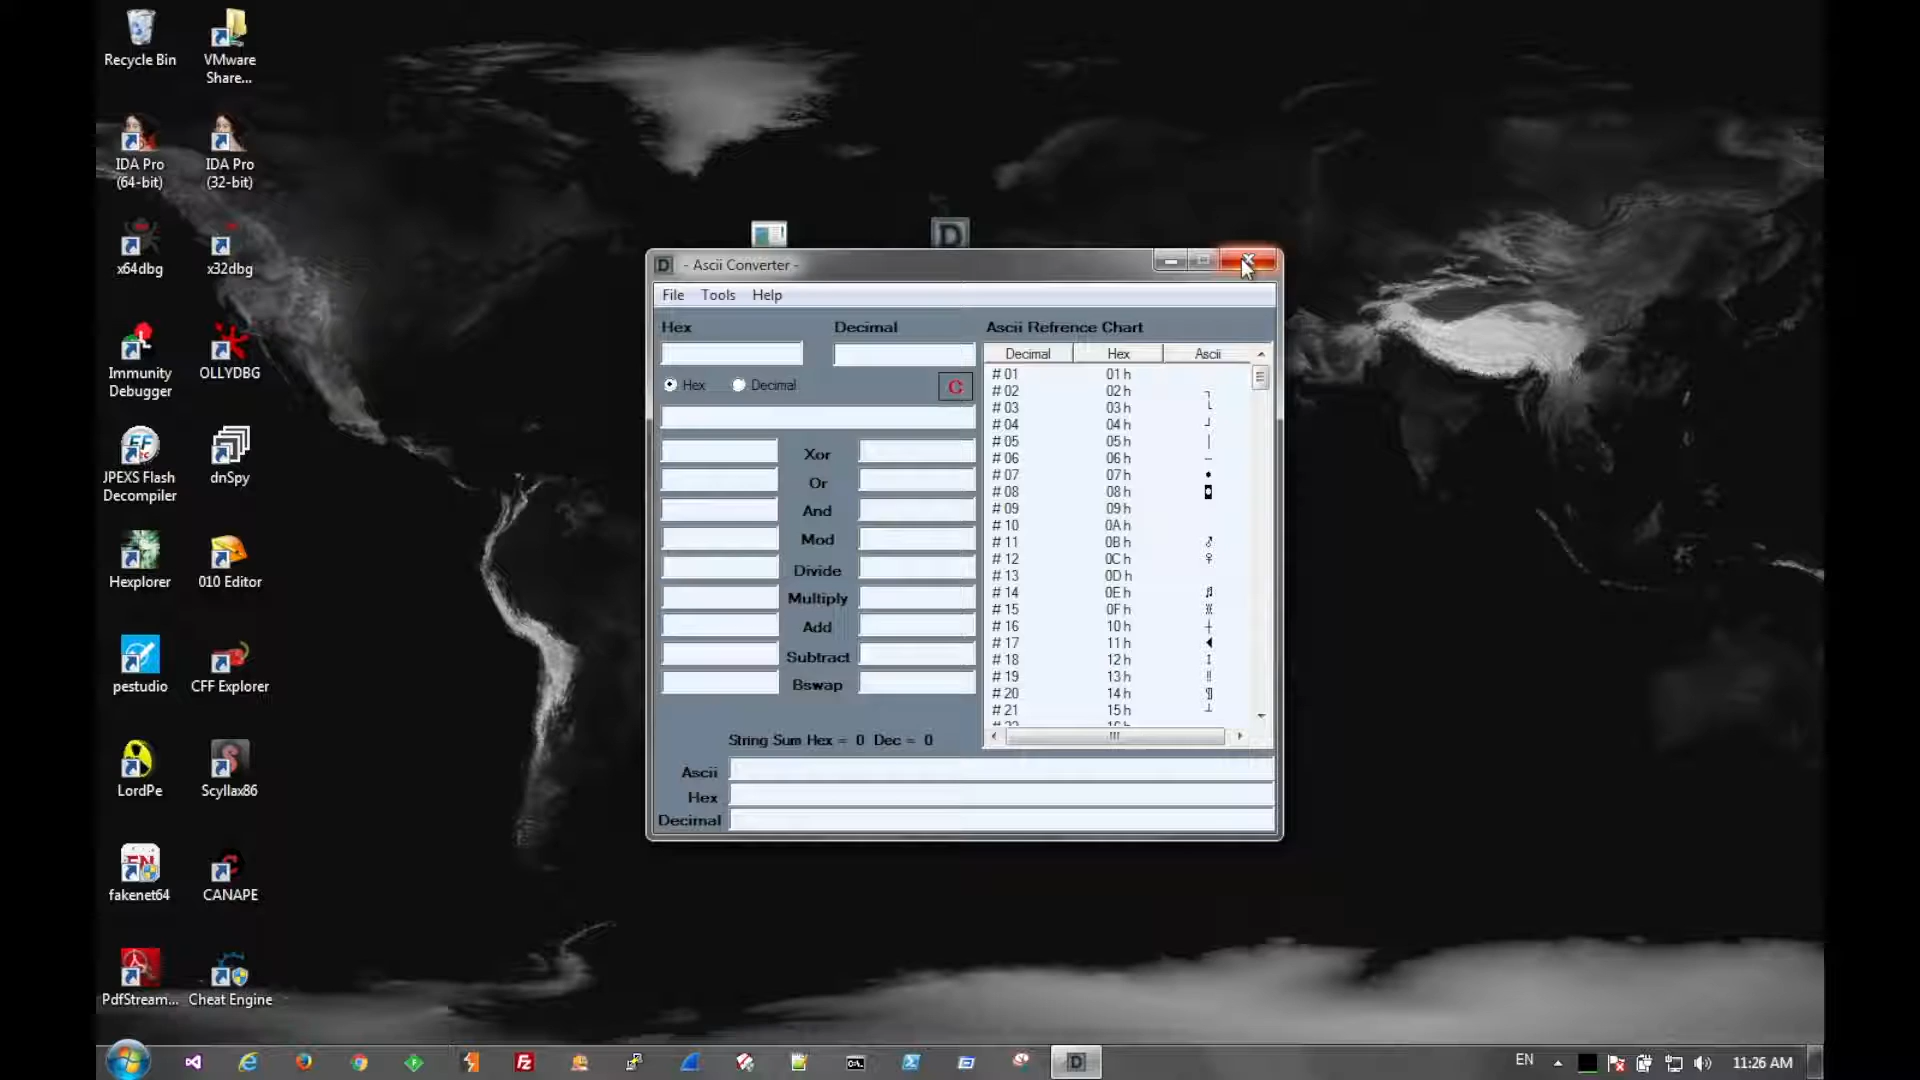 Recycle Bin
VMware
Share...
IDA Pro
(64-bit)
IDA Pro
(32-bit)
x64dbg
x32dbg
Immunity
Debugger
OLLYDBG
JPEXS Flash
Decompiler
dnSpy
Hexplorer
010 Editor
pestudio
CFF Explorer
LordPe
Scyllax86
fakenet64
CANAPE
PdfStream...
Cheat Engine
- Ascii Converter -
File Tools Help
Hex Decimal
Hex Decimal C
Xor
Or
And
Mod
Divide
Multiply
Add
Subtract
Bswap
Ascii Refrence Chart
Decimal Hex Ascii
# 01 01 h
# 02 02 h ┐
# 03 03 h └
# 04 04 h ┘
# 05 05 h │
# 06 06 h ─
# 07 07 h •
# 08 08 h ◘
# 09 09 h
# 10 0A h
# 11 0B h ♂
# 12 0C h ♀
# 13 0D h
# 14 0E h ♫
# 15 0F h
# 16 10 h ┼
# 17 11 h ◄
# 18 12 h ↕
# 19 13 h ‼
# 20 14 h ¶
# 21 15 h ┴
String Sum Hex = 0 Dec = 0
Ascii
Hex
Decimal
EN 11:26 AM